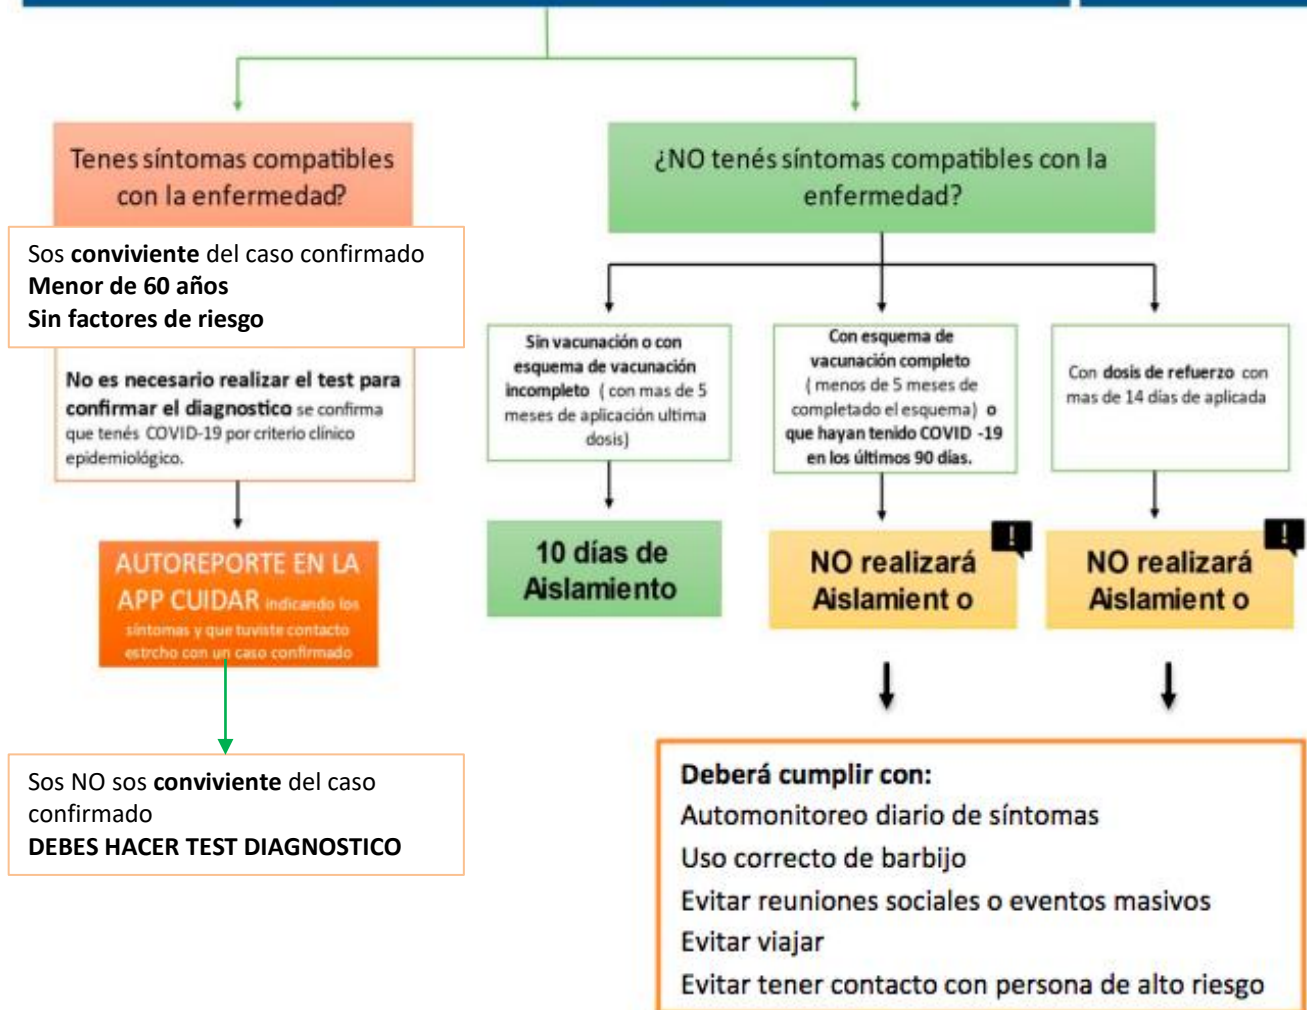 Tenes síntomas compatibles
con la enfermedad?
Sos conviviente del caso confirmado
Menor de 60 años
Sin factores de riesgo
No es necesario realizar el test para
confirmar el diagnostico se confirma
que tenés COVID-19 por criterio clínico
epidemiológico.
AUTOREPORTE EN LA
APP CUIDAR indicando los
síntomas y que tuviste contacto
estrcho con un caso confirmado
Sos NO sos conviviente del caso
confirmado
DEBES HACER TEST DIAGNOSTICO
¿NO tenés síntomas compatibles con la
enfermedad?
Sin vacunación o con
esquema de vacunación
incompleto ( con mas de 5
meses de aplicación ultima
dosis)
10 días de
Aislamiento
Con esquema de
vacunación completo
( menos de 5 meses de
completado el esquema) o
que hayan tenido COVID -19
en los últimos 90 días.
!
NO realizará
Aislamient o
Con dosis de refuerzo con
mas de 14 días de aplicada
!
NO realizará
Aislamient o
Deberá cumplir con:
Automonitoreo diario de síntomas
Uso correcto de barbijo
Evitar reuniones sociales o eventos masivos
Evitar viajar
Evitar tener contacto con persona de alto riesgo